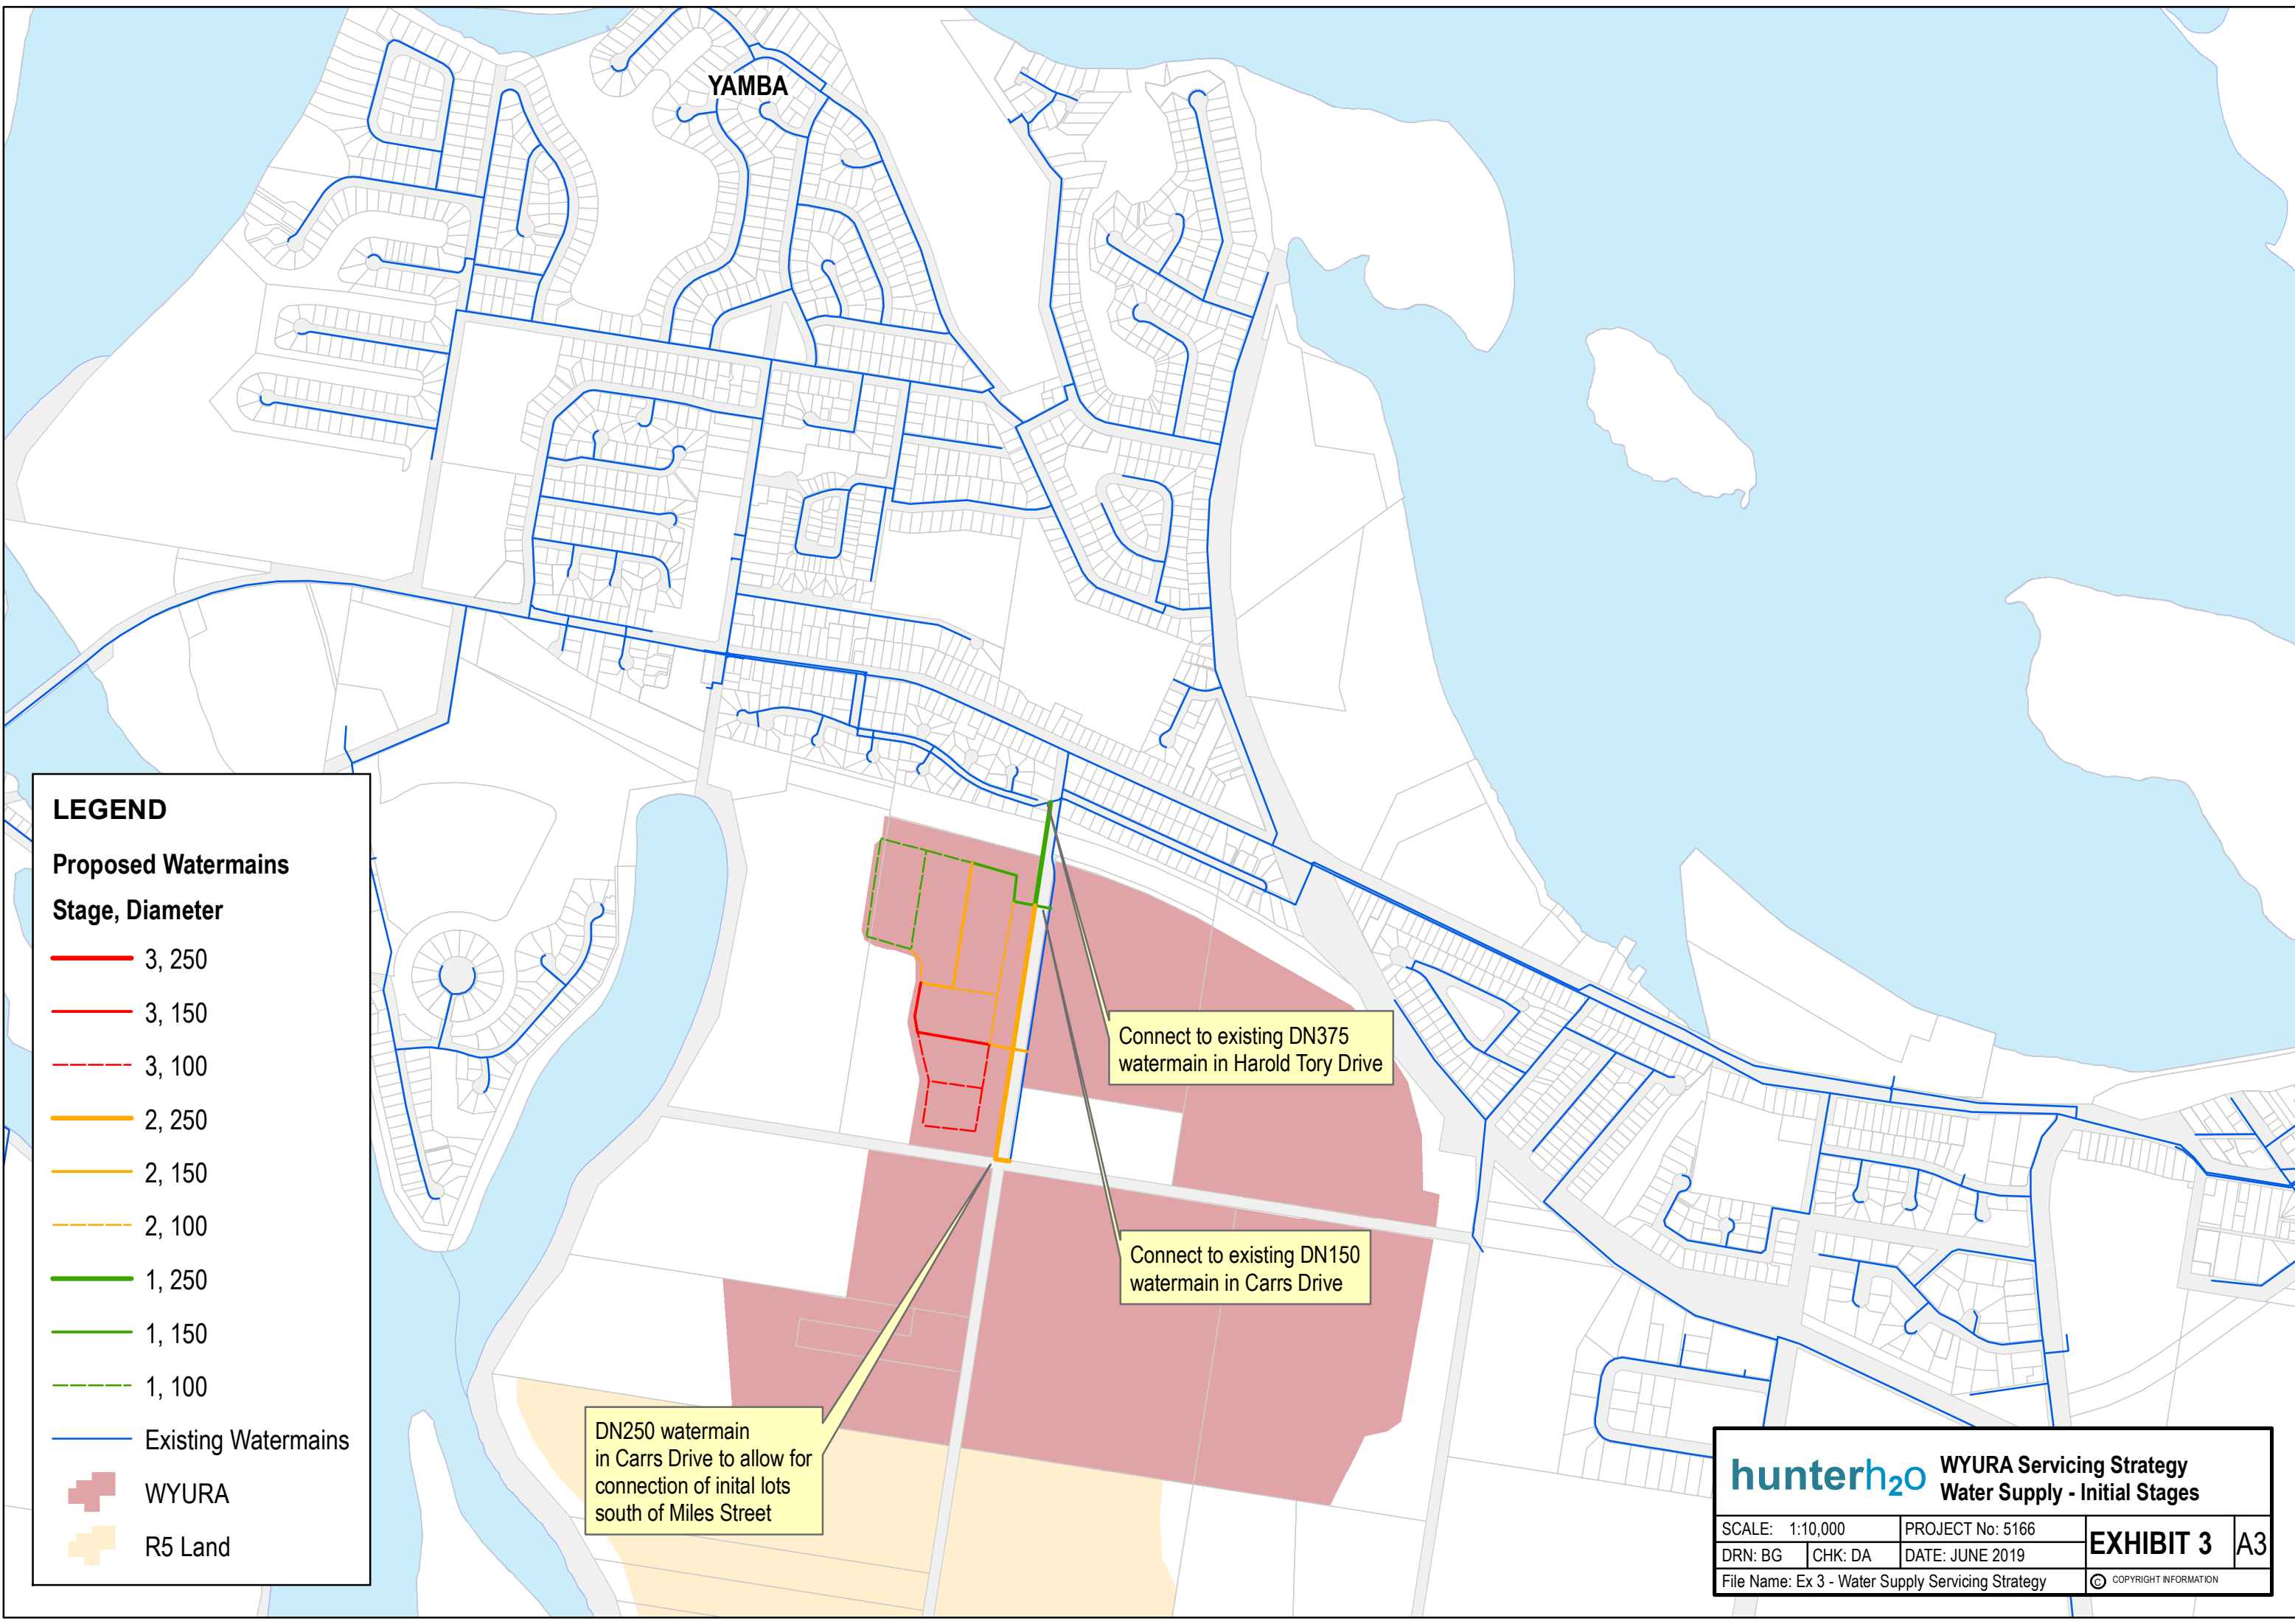 YAMBA
LEGEND
Proposed Watermains
Stage, Diameter
3, 250
3, 150
3, 100
2, 250
2, 150
2, 100
1, 250
1, 150
1, 100
Existing Watermains
WYURA
R5 Land
Connect to existing DN375
watermain in Harold Tory Drive
Connect to existing DN150
watermain in Carrs Drive
DN250 watermain
in Carrs Drive to allow for
connection of inital lots
south of Miles Street
hunterh2o
WYURA Servicing Strategy
Water Supply - Initial Stages
SCALE: 1:10,000
PROJECT No: 5166
EXHIBIT 3
A3
DRN: BG
CHK: DA
DATE: JUNE 2019
File Name: Ex 3 - Water Supply Servicing Strategy
© COPYRIGHT INFORMATION